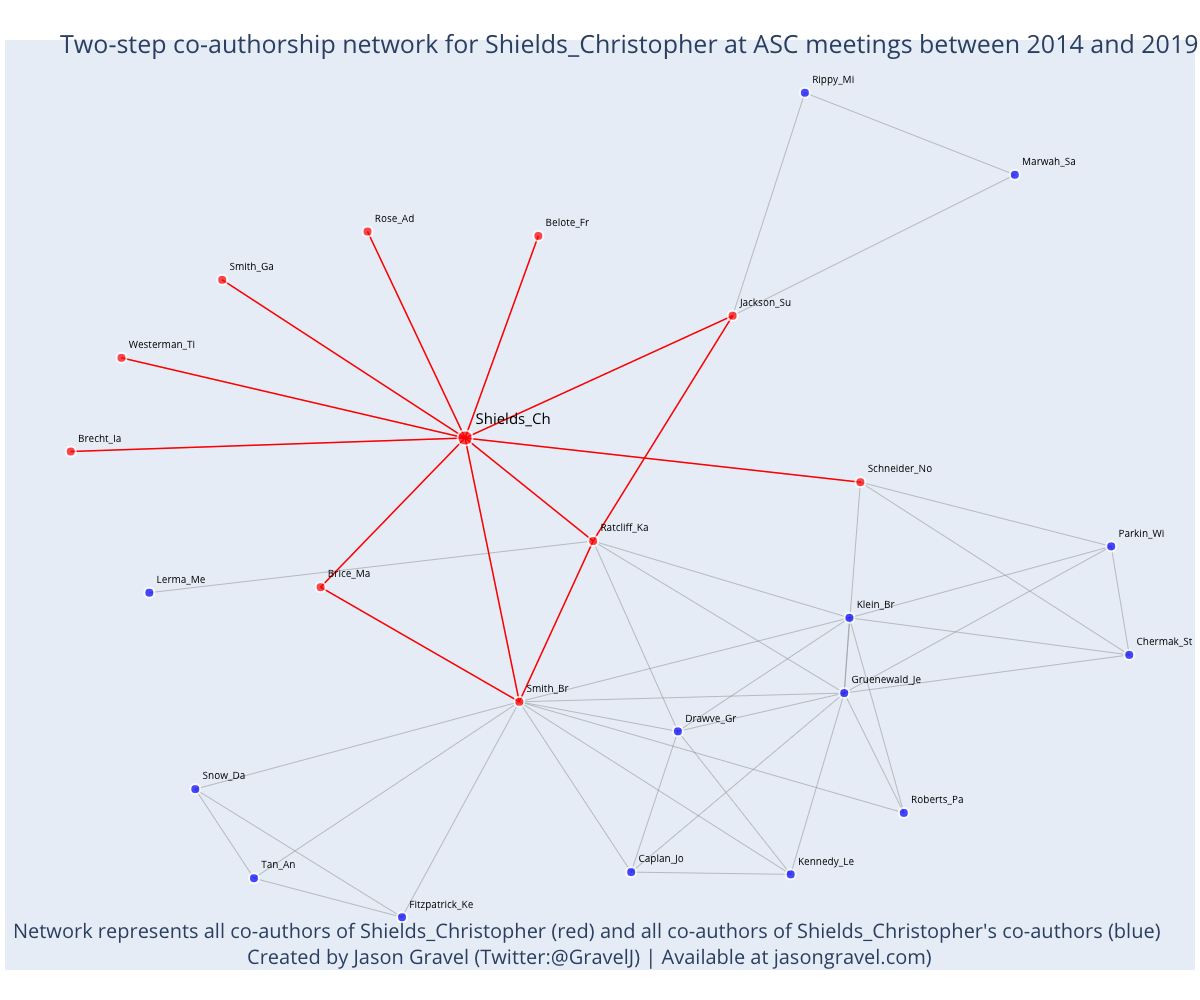 Two-step co-authorship network for Shields_Christopher at ASC meetings between 2014 and 2019
Rippy_Mi
Marwah_Sa
Rose_Ad
Belote_Fr
Smith_Ga
Jackson_Su
Westerman_Ti
Shields_Ch
Brecht_Ia
Schneider_No
Ratcliff_Ka
Parkin_Wi
Brice_Ma
Lerma_Me
Klein_Br
Chermak_St
Gruenewald_Je
Smith_Br
Drawve_Gr
Snow_Da
Roberts_Pa
Caplan_Jo
Kennedy_Le
Tan_An
Fitzpatrick_Ke
Network represents all co-authors of Shields_Christopher (red) and all co-authors of Shields_Christopher's co-authors (blue)
Created by Jason Gravel (Twitter:@GravelJ) | Available at jasongravel.com)